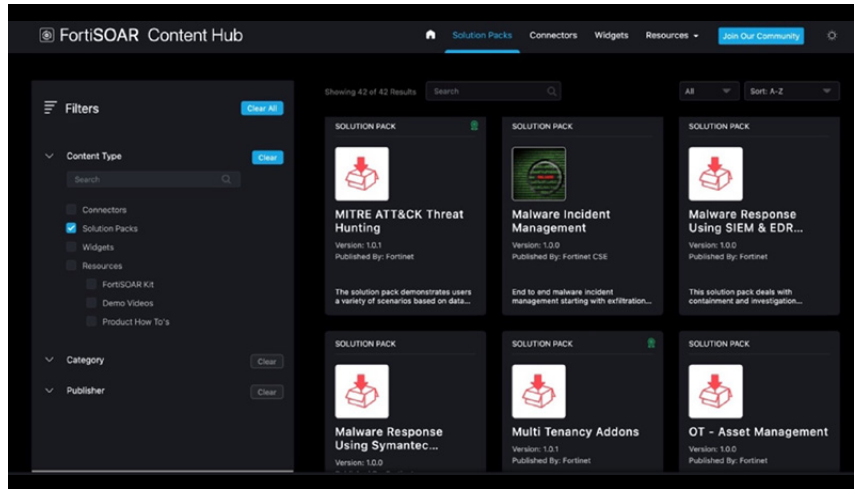 FortiSOAR Content Hub
Solution Packs
Connectors
Widgets
Resources
Join Our Community
Filters
Clear All
Content Type
Clear
Search
Connectors
Solution Packs
Widgets
Resources
FortiSOAR Kit
Demo Videos
Product How To's
Category
Clear
Publisher
Clear
Showing 42 of 42 Results
Search
All
Sort: A-Z
SOLUTION PACK
MITRE ATT&CK Threat
Hunting
Version: 1.0.1
Published By: Fortinet
The solution pack demonstrates users
a variety of scenarios based on data...
SOLUTION PACK
Malware Incident
Management
Version: 1.0.0
Published By: Fortinet CSE
End to end malware incident
management starting with exfiltration...
SOLUTION PACK
Malware Response
Using SIEM & EDR...
Version: 1.0.0
Published By: Fortinet
This solution pack deals with
containment and investigation...
SOLUTION PACK
Malware Response
Using Symantec...
Version: 1.0.0
SOLUTION PACK
Multi Tenancy Addons
Version: 1.0.1
Published By: Fortinet
SOLUTION PACK
OT - Asset Management
Version: 1.0.0
Published By: Fortinet